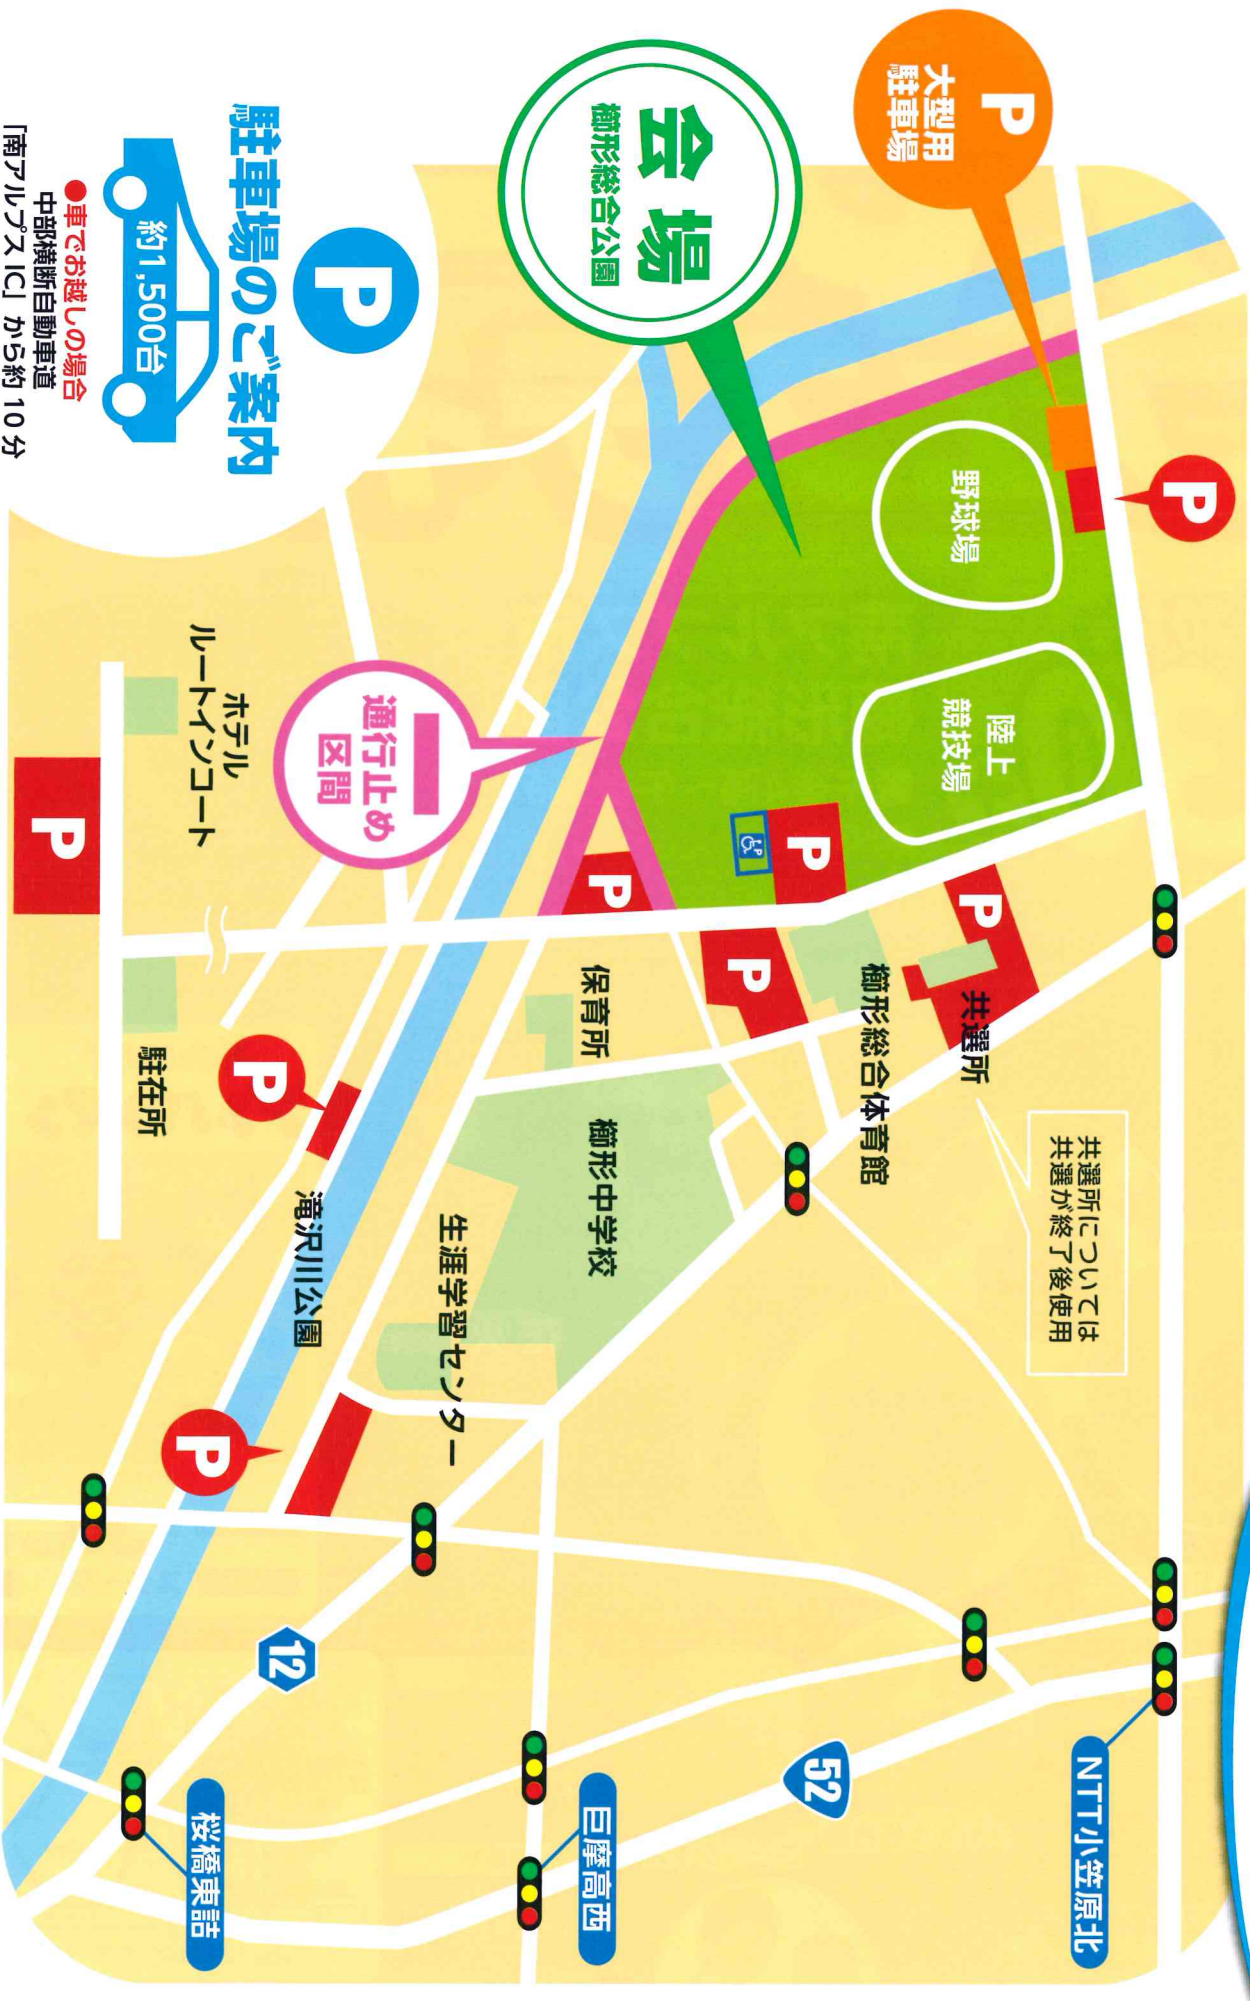 P
大型用
駐車場
会場
櫛形総合公園
P
駐車場のご案内
約1,500台
●車でお越しの場合
中部横断自動車道
「南アルプスIC」から約10分
P
野球場
陸上
競技場
通行止め
区間
P
P
P
P
P
共選所
共選所については
共選が終了後使用
櫛形総合体育館
保育所
櫛形中学校
生涯学習センター
ホテル
ルートインコート
P
駐在所
P
滝沢川公園
P
12
52
NTT小笠原北
巨摩高西
桜橋東詰